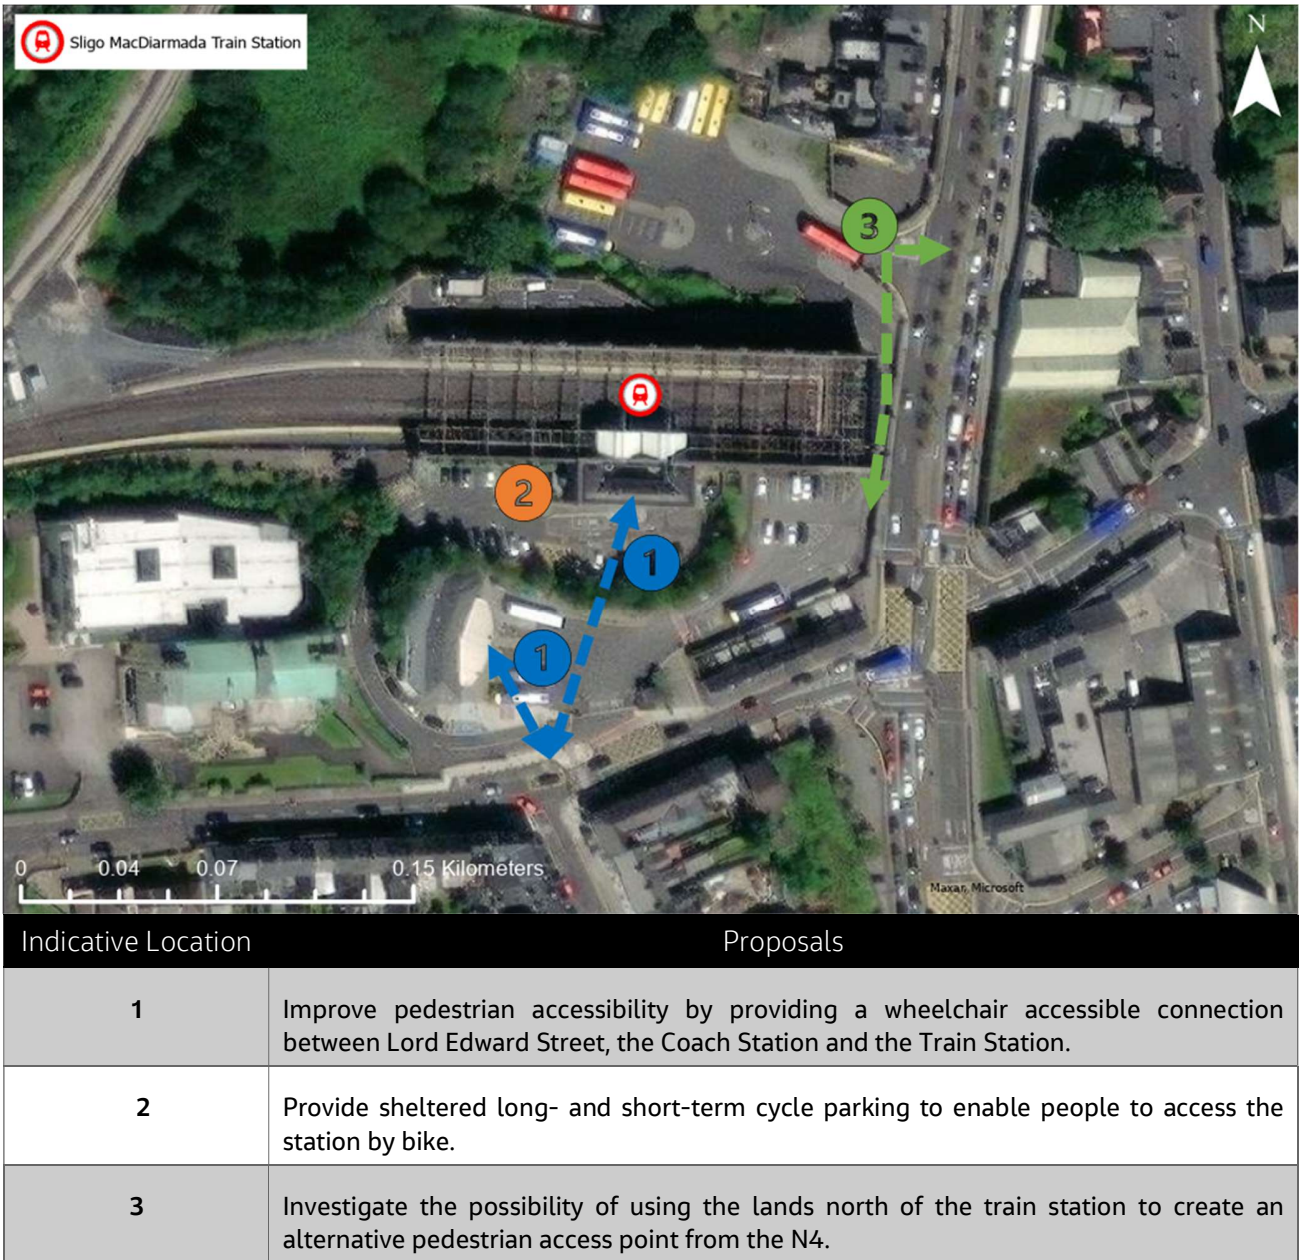 Sligo MacDiarmada Train Station
N
3
2
1
1
0 0.04 0.07 0.15 Kilometers
Maxar, Microsoft
Indicative Location Proposals
1 Improve pedestrian accessibility by providing a wheelchair accessible connection
between Lord Edward Street, the Coach Station and the Train Station.
2 Provide sheltered long- and short-term cycle parking to enable people to access the
station by bike.
3 Investigate the possibility of using the lands north of the train station to create an
alternative pedestrian access point from the N4.